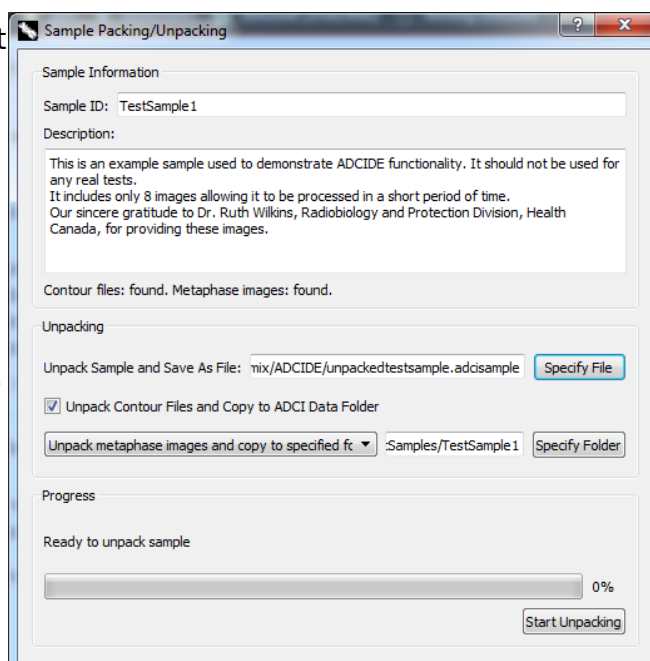 t
Sample Packing/Unpacking
?
X
Sample Information
Sample ID: TestSample1
Description:
This is an example sample used to demonstrate ADCIDE functionality. It should not be used for
any real tests.
It includes only 8 images allowing it to be processed in a short period of time.
Our sincere gratitude to Dr. Ruth Wilkins, Radiobiology and Protection Division, Health
Canada, for providing these images.
Contour files: found. Metaphase images: found.
Unpacking
Unpack Sample and Save As File: nix/ADCIDE/unpackedtestsample.adcisample Specify File
Unpack Contour Files and Copy to ADCI Data Folder
Unpack metaphase images and copy to specified fc :Samples/TestSample1 Specify Folder
Progress
Ready to unpack sample
0%
Start Unpacking